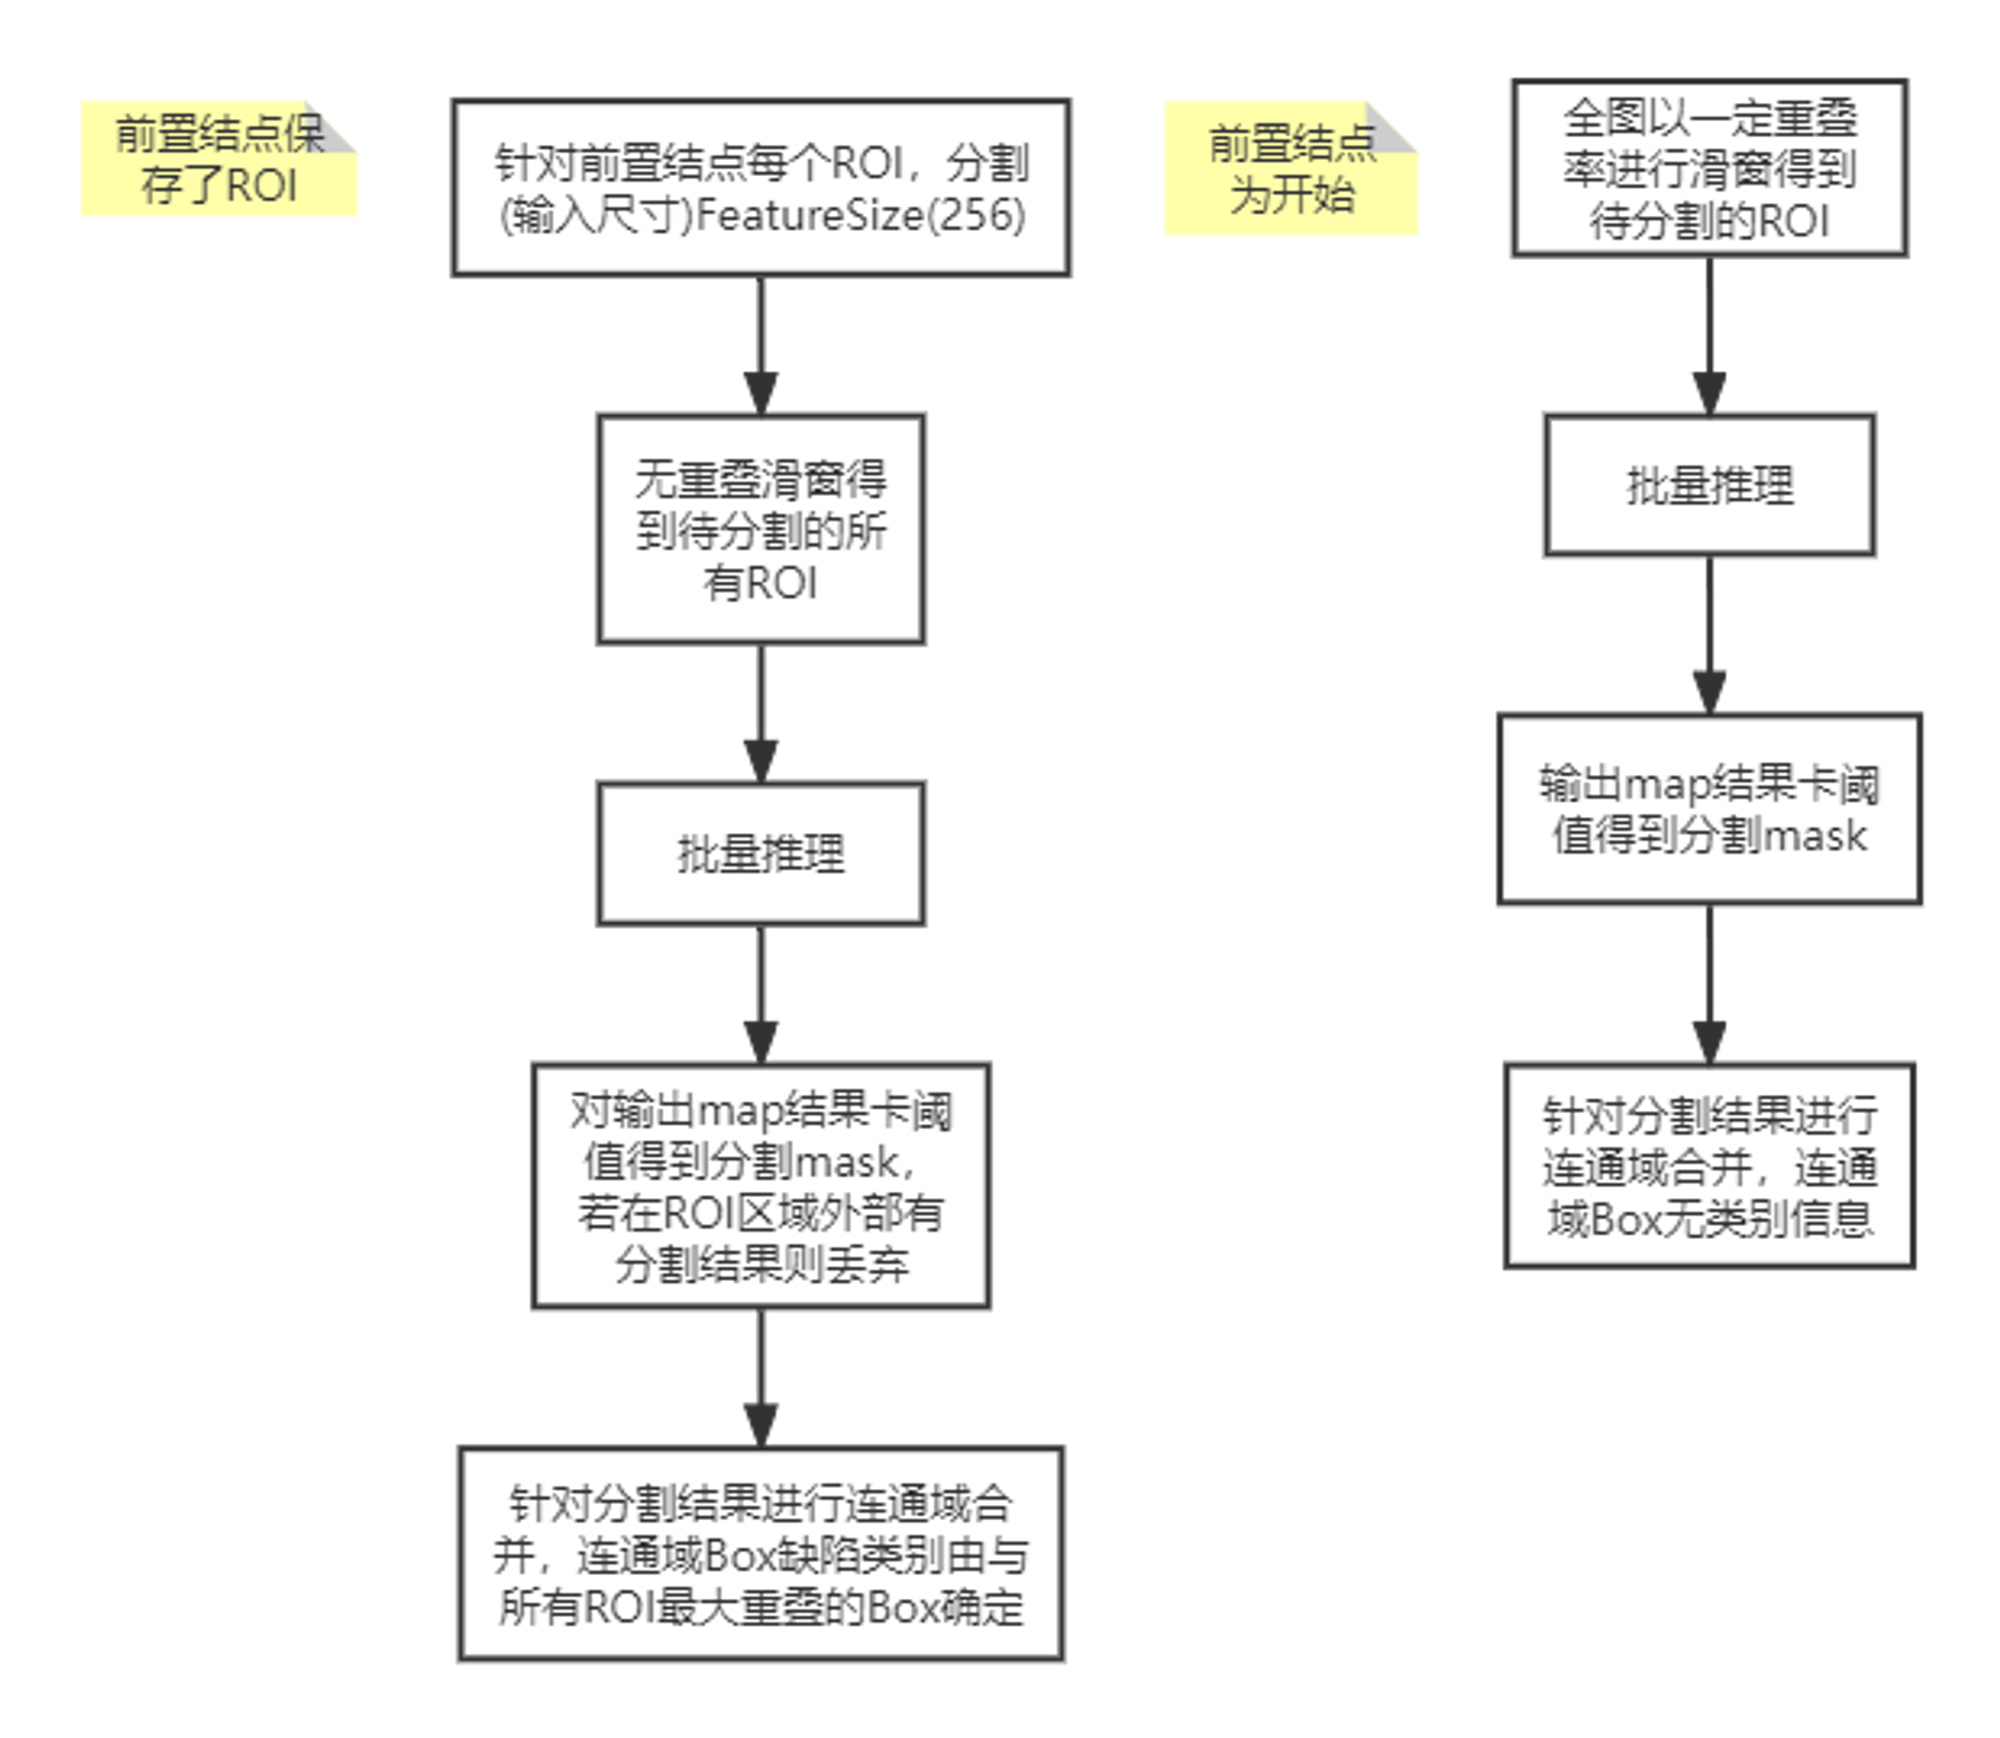 前置结点保
存了ROI
针对前置结点每个ROI，分割
(输入尺寸)FeatureSize(256)
无重叠滑窗得
到待分割的所
有ROI
批量推理
对输出map结果卡阈
值得到分割mask，
若在ROI区域外部有
分割结果则丢弃
针对分割结果进行连通域合
并，连通域Box缺陷类别由与
所有ROI最大重叠的Box确定
前置结点
为开始
全图以一定重叠
率进行滑窗得到
待分割的ROI
批量推理
输出map结果卡阈
值得到分割mask
针对分割结果进行
连通域合并，连通
域Box无类别信息